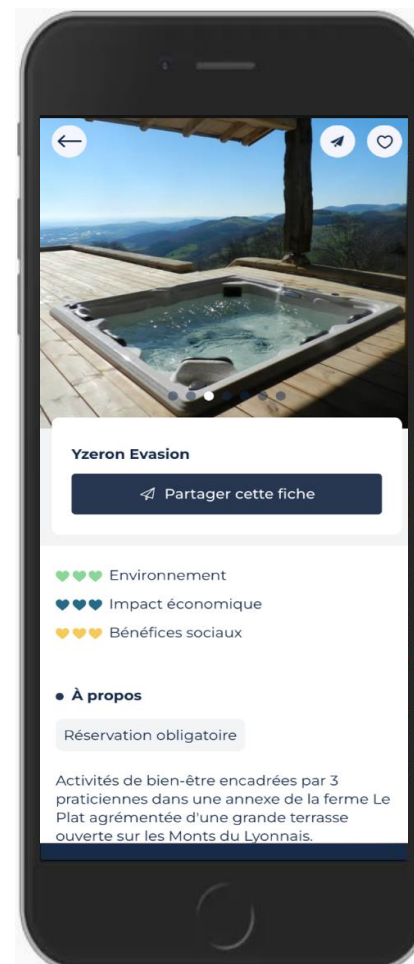 Yzeron Evasion
Partager cette fiche
Environnement
Impact économique
Bénéfices sociaux
À propos
Réservation obligatoire
Activités de bien-être encadrées par 3
praticiennes dans une annexe de la ferme Le
Plat agrémentée d'une grande terrasse
ouverte sur les Monts du Lyonnais.